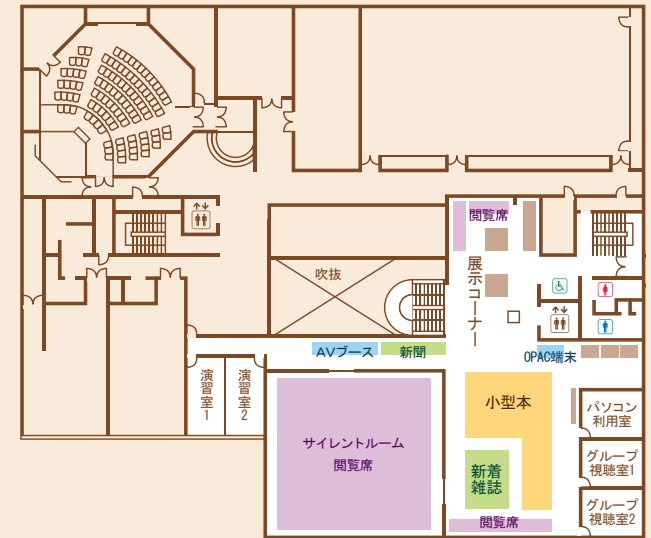 閲覧席
展示コーナー
吹抜
AVブース
新聞
OPAC端末
演習室1
演習室2
小型本
パソコン
利用室
サイレントルーム
閲覧席
グループ
視聴室1
新着
雑誌
グループ
視聴室2
閲覧席